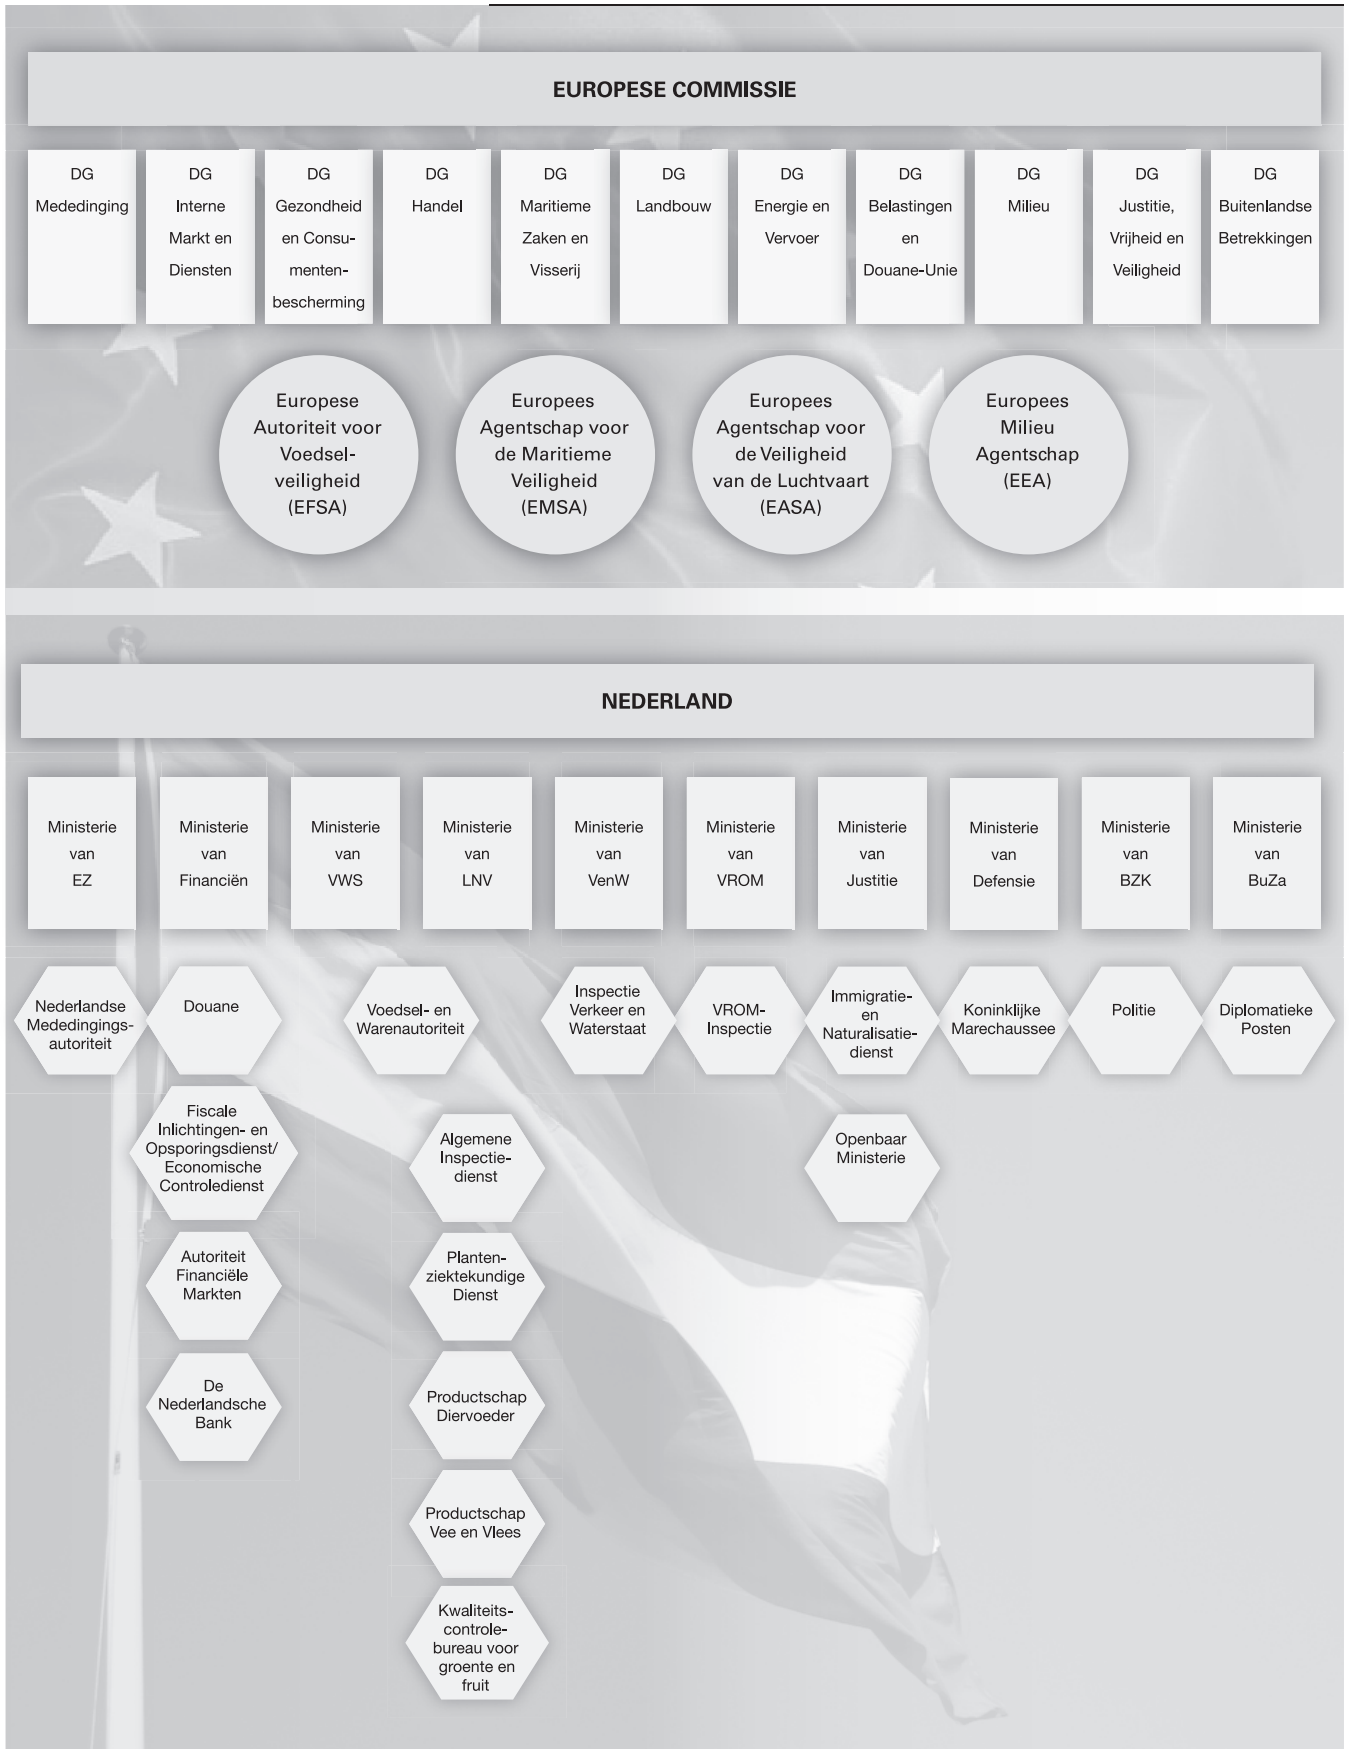 EUROPESE COMMISSIE
DG
Mededinging
DG
Interne
Markt en
Diensten
DG
Gezondheid
en Consu-
menten-
bescherming
DG
Handel
DG
Maritieme
Zaken en
Visserij
DG
Landbouw
DG
Energie en
Vervoer
DG
Belastingen
en
Douane-Unie
DG
Milieu
DG
Justitie,
Vrijheid en
Veiligheid
DG
Buitenlandse
Betrekkingen
Europese
Autoriteit voor
Voedsel-
veiligheid
(EFSA)
Europees
Agentschap voor
de Maritieme
Veiligheid
(EMSA)
Europees
Agentschap voor
de Veiligheid
van de Luchtvaart
(EASA)
Europees
Milieu
Agentschap
(EEA)
NEDERLAND
Ministerie
van
EZ
Ministerie
van
Financiën
Ministerie
van
VWS
Ministerie
van
LNV
Ministerie
van
VenW
Ministerie
van
VROM
Ministerie
van
Justitie
Ministerie
van
Defensie
Ministerie
van
BZK
Ministerie
van
BuZa
Nederlandse
Mededingings-
autoriteit
Douane
Voedsel- en
Warenautoriteit
Inspectie
Verkeer en
Waterstaat
VROM-
Inspectie
Immigratie-
en
Naturalisatie-
dienst
Koninklijke
Marechaussee
Politie
Diplomatieke
Posten
Fiscale
Inlichtingen- en
Opsporingsdienst/
Economische
Controledienst
Algemene
Inspectie-
dienst
Openbaar
Ministerie
Autoriteit
Financiële
Markten
Planten-
ziektekundige
Dienst
De
Nederlandsche
Bank
Productschap
Diervoeder
Productschap
Vee en Vlees
Kwaliteits-
controle-
bureau voor
groente en
fruit